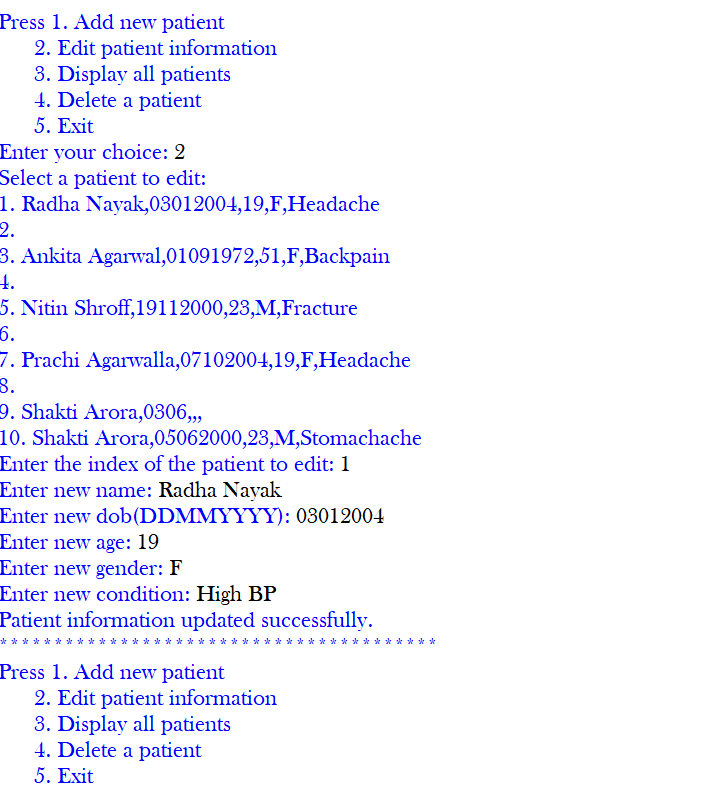 Press 1. Add new patient
2. Edit patient information
3. Display all patients
4. Delete a patient
5. Exit
Enter your choice: 2
Select a patient to edit:
1. Radha Nayak,03012004,19,F,Headache
2.
3. Ankita Agarwal,01091972,51,F,Backpain
4.
5. Nitin Shroff,19112000,23,M,Fracture
6.
7. Prachi Agarwalla,07102004,19,F,Headache
8.
9. Shakti Arora,0306,,,
10. Shakti Arora,05062000,23,M,Stomachache
Enter the index of the patient to edit: 1
Enter new name: Radha Nayak
Enter new dob(DDMMYYYY): 03012004
Enter new age: 19
Enter new gender: F
Enter new condition: High BP
Patient information updated successfully.
****************************************
Press 1. Add new patient
2. Edit patient information
3. Display all patients
4. Delete a patient
5. Exit